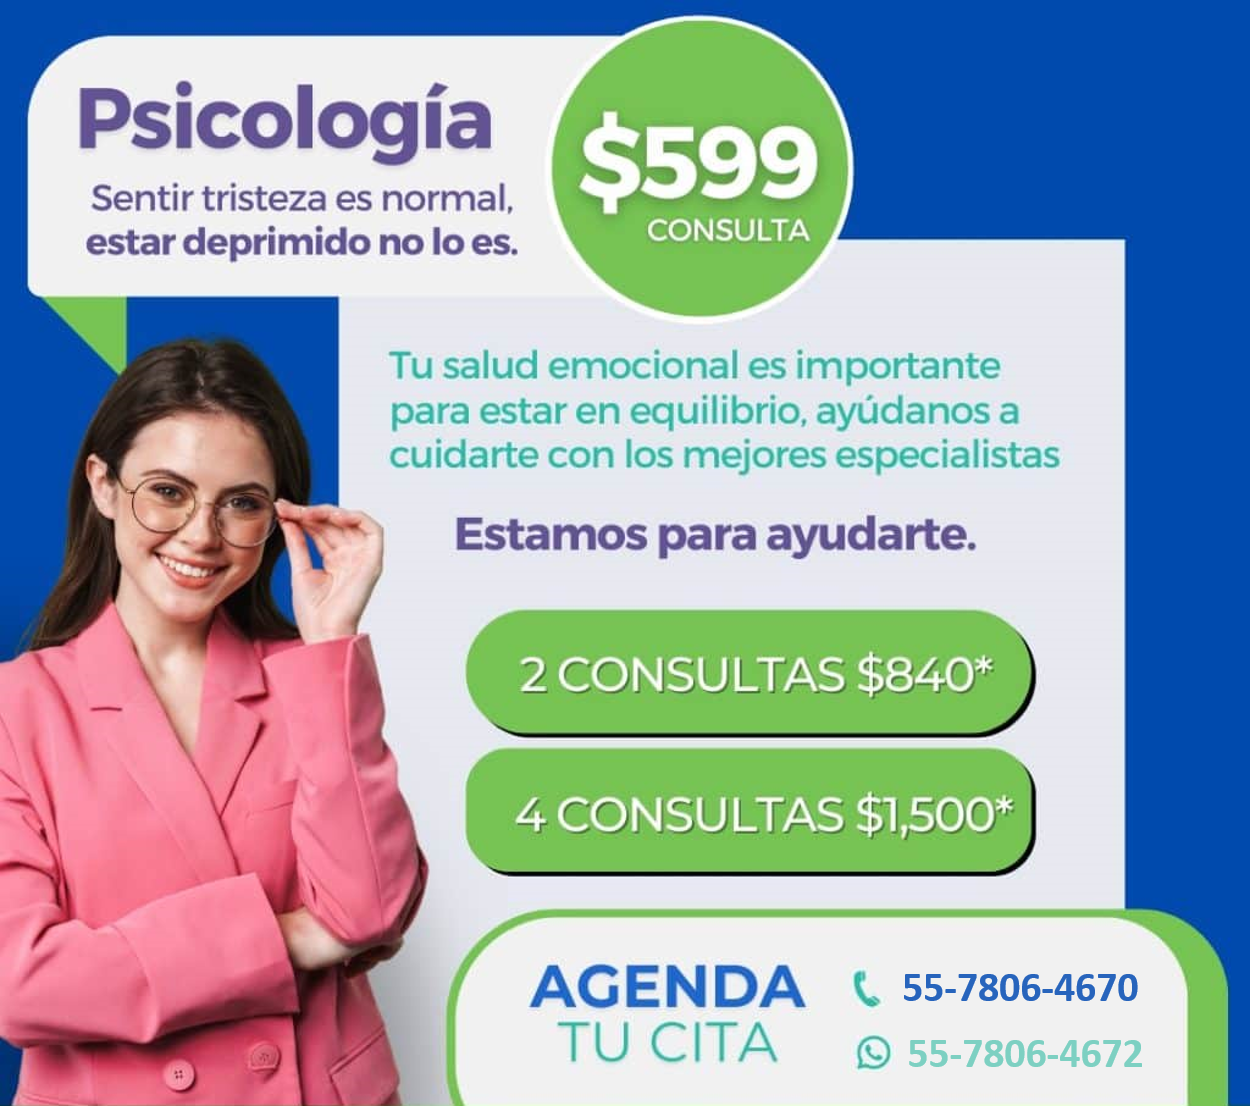 Psicología
Sentir tristeza es normal,
estar deprimido no lo es.
$599
CONSULTA
Tu salud emocional es importante
para estar en equilibrio, ayúdanos a
cuidarte con los mejores especialistas
Estamos para ayudarte.
2 CONSULTAS $840*
4 CONSULTAS $1,500*
AGENDA
TU CITA
55-7806-4670
55-7806-4672